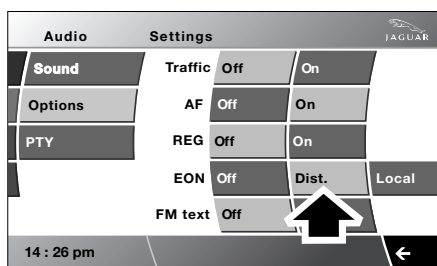 Audio Settings JAGUAR
Sound Traffic Off On
Options AF Off On
PTY REG Off On
EON Off Dist. Local
FM text Off
14 : 26 pm